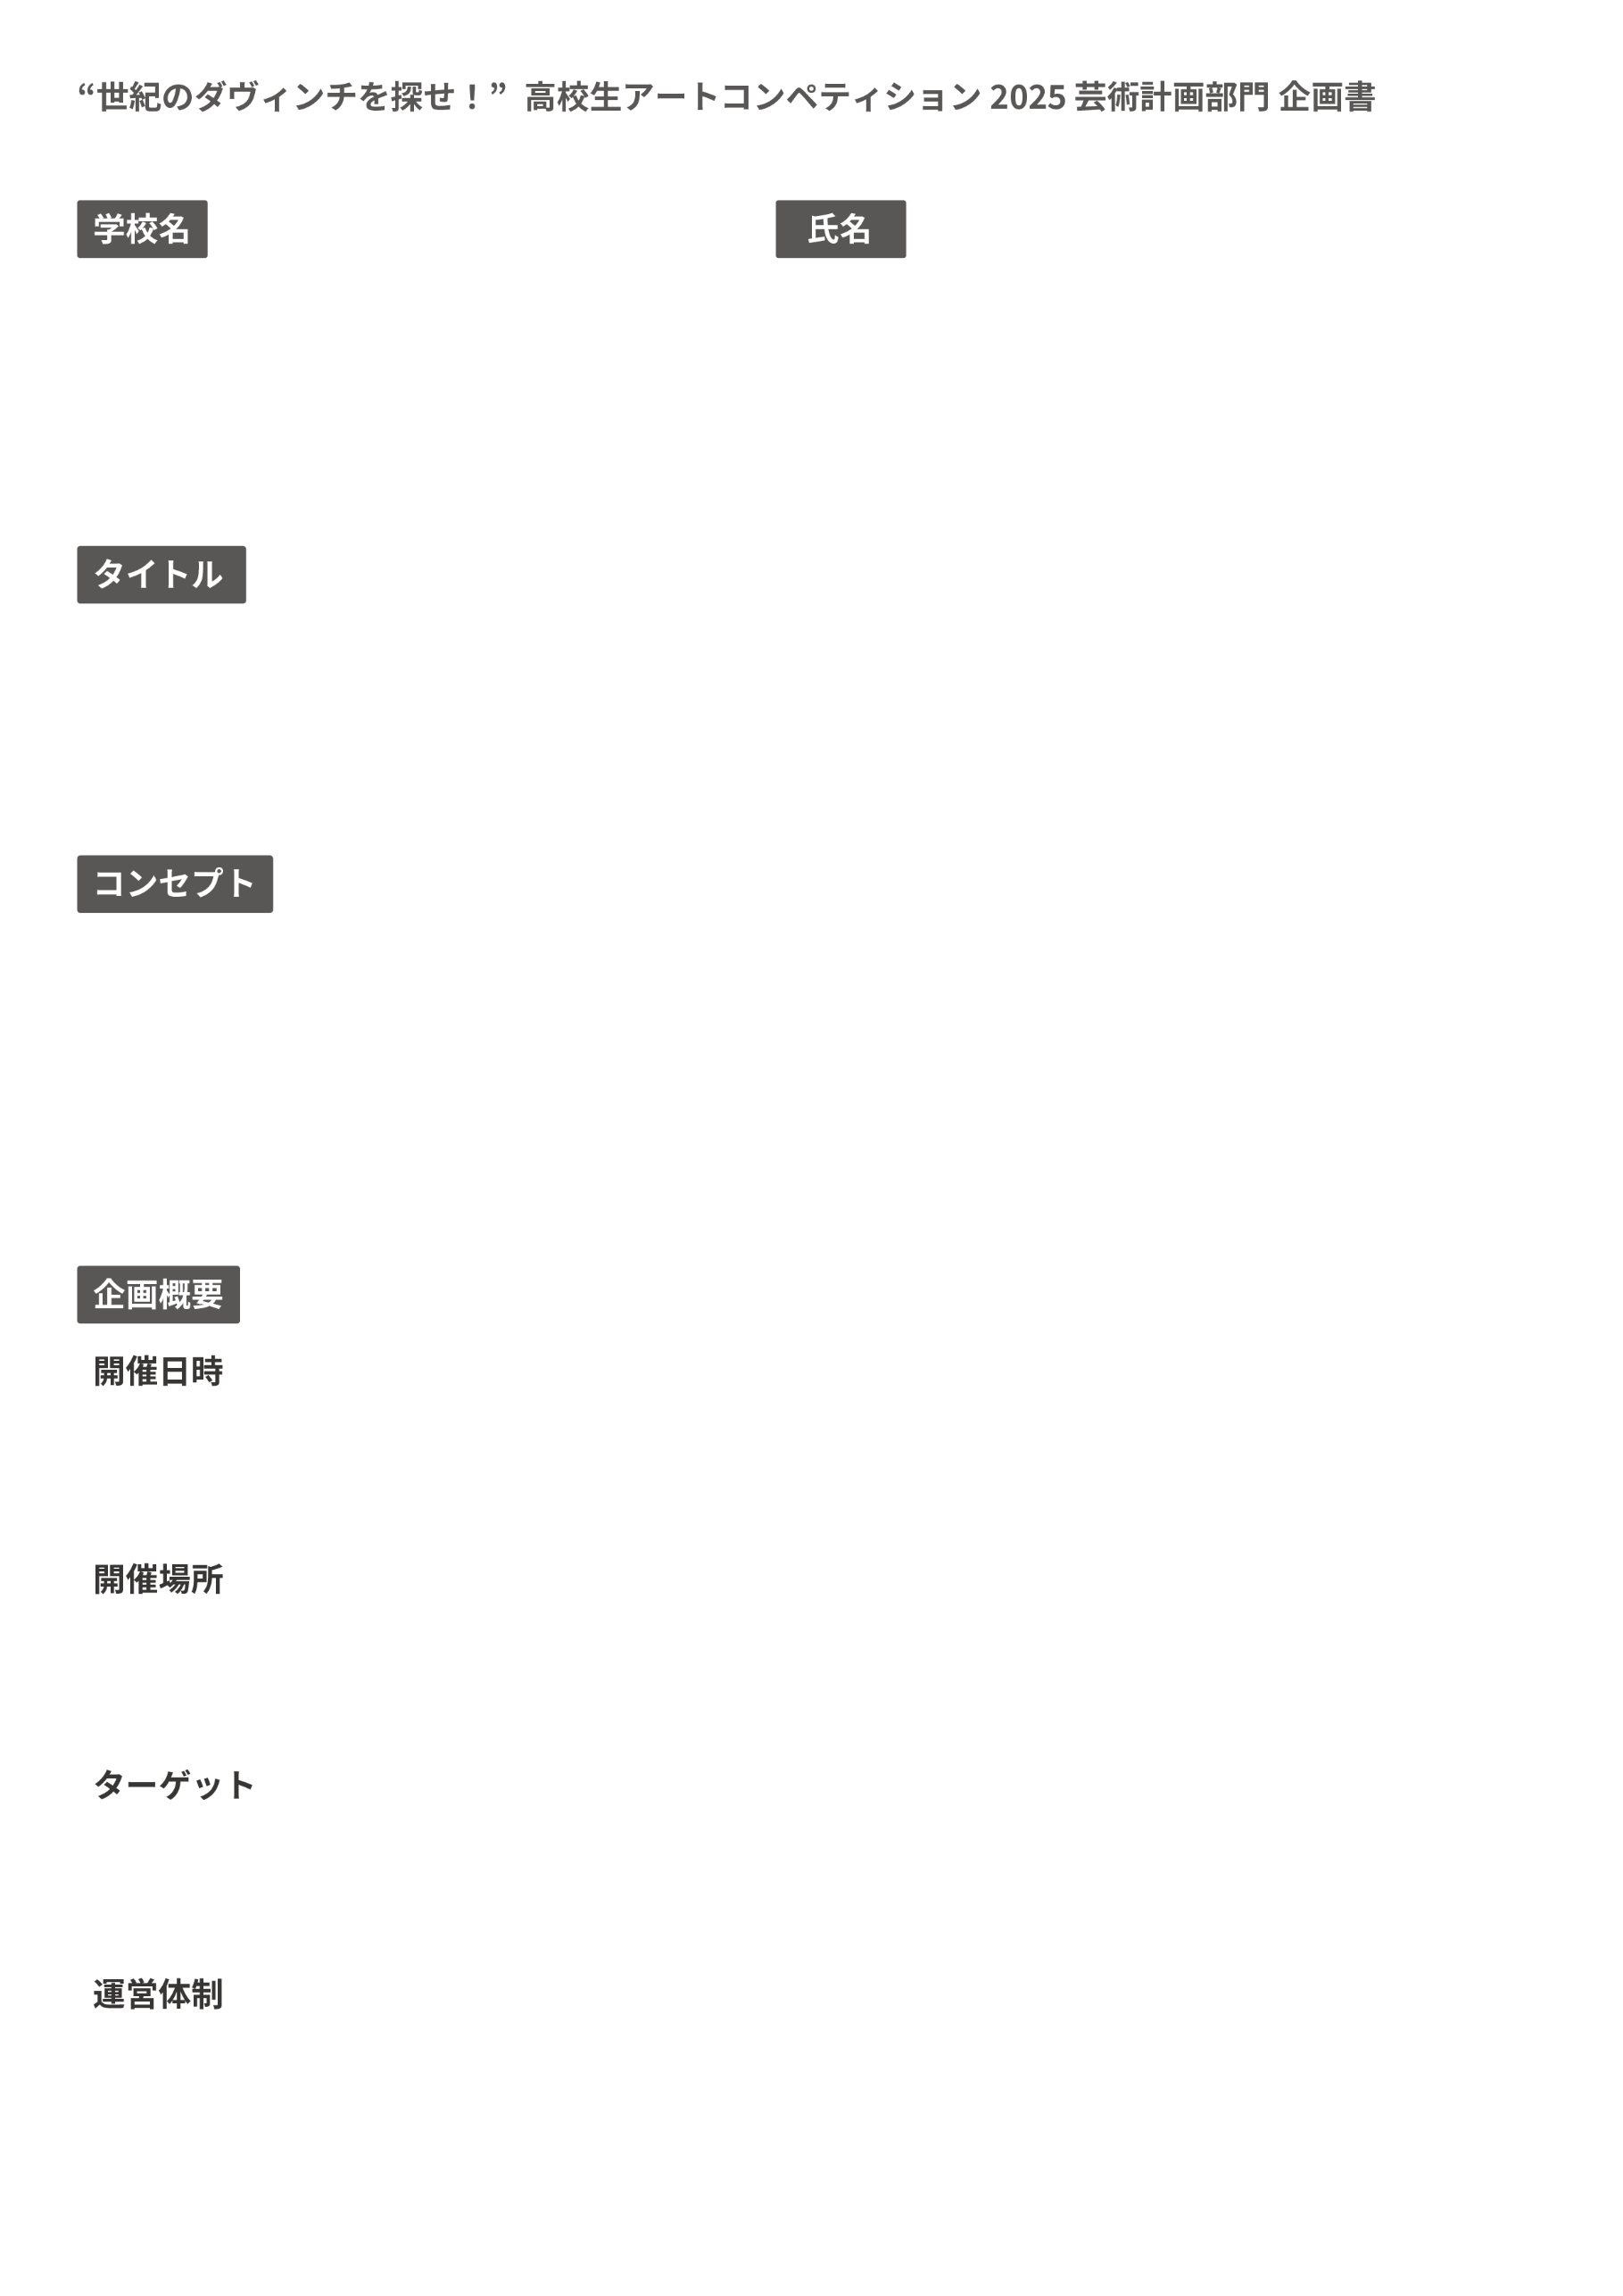 “世紀のダヴィンチを探せ！” 高校生アートコンペティション 2025 芸術計画部門 企画書
学校名
氏名
タイトル
コンセプト
企画概要
開催日時
開催場所
ターゲット
運営体制